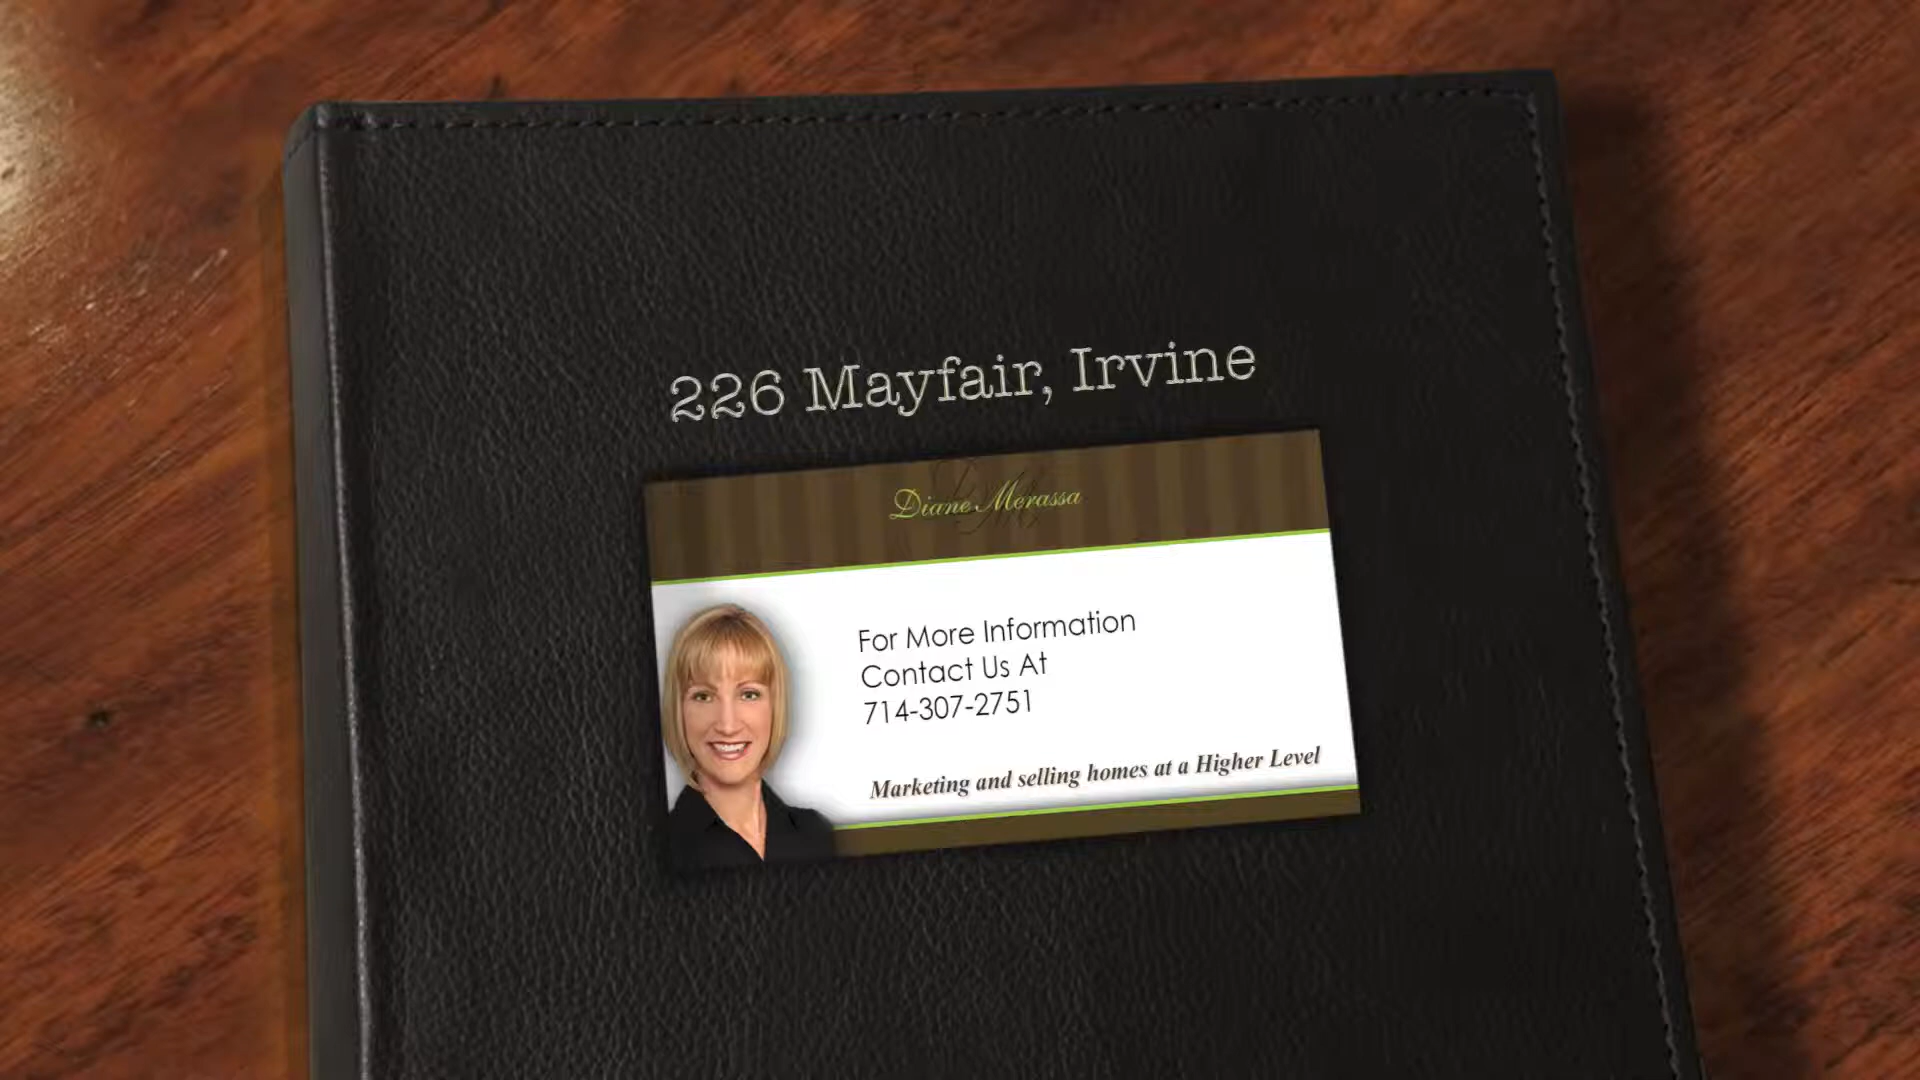 226 Mayfair, Irvine
Diane Merassa
For More Information
Contact Us At
714-307-2751
Marketing and selling homes at a Higher Level